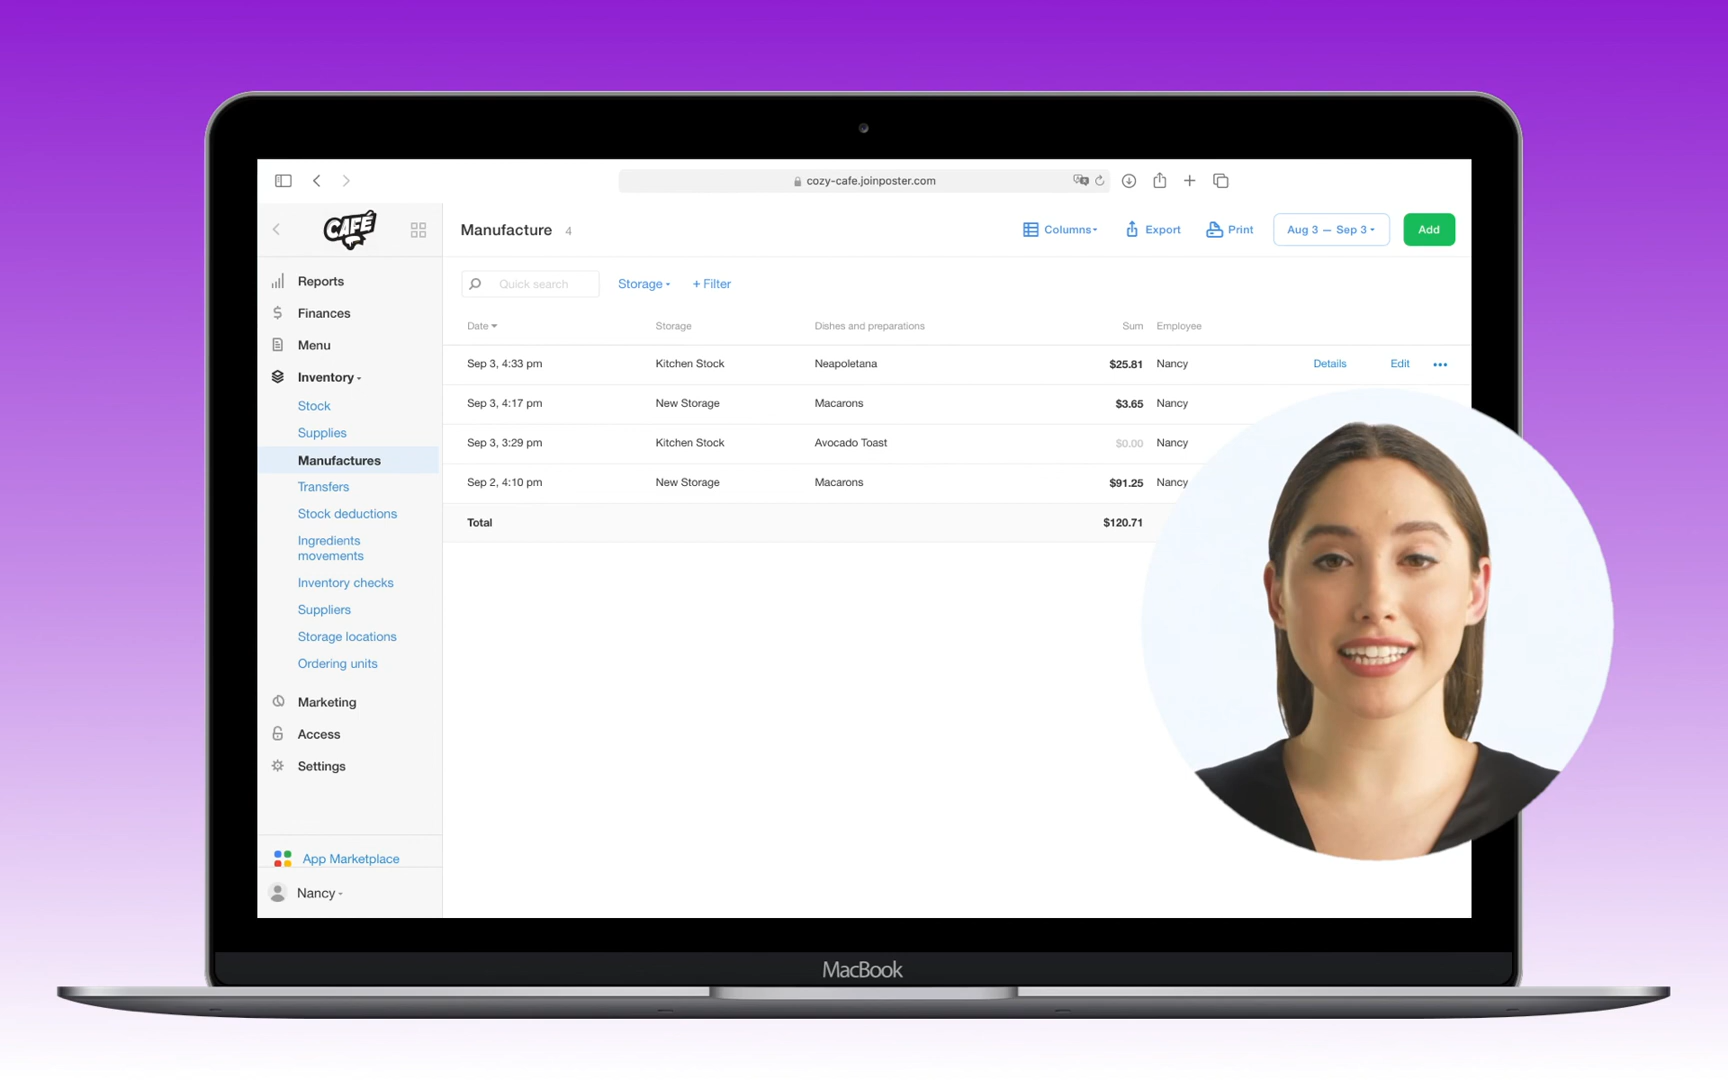 cozy-cafe.joinposter.com
CAFÉ
Manufacture 4
Columns
Export
Print
Aug 3 — Sep 3
Add
Reports
Finances
Menu
Inventory
Stock
Supplies
Manufactures
Transfers
Stock deductions
Ingredients
movements
Inventory checks
Suppliers
Storage locations
Ordering units
Marketing
Access
Settings
App Marketplace
Nancy
Quick search
Storage
+ Filter
Date Storage Dishes and preparations Sum Employee
Sep 3, 4:33 pm Kitchen Stock Neapoletana $25.81 Nancy Details Edit •••
Sep 3, 4:17 pm New Storage Macarons $3.65 Nancy
Sep 3, 3:29 pm Kitchen Stock Avocado Toast $0.00 Nancy
Sep 2, 4:10 pm New Storage Macarons $91.25 Nancy
Total $120.71
MacBook